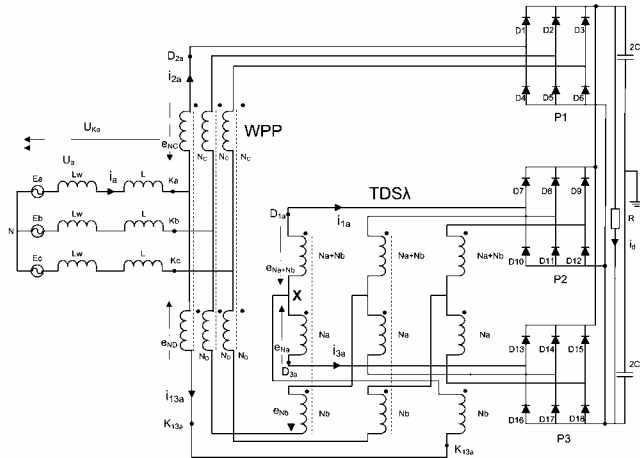 D1 D2 D3
2C
D2a
i2a
D4 D5 D6
P1
UKa
eNC
WPP
NC NC NC
Ua
Ea Lw ia L Ka
N Eb Lw L Kb
Ec Lw L Kc
TDSλ
D1a
i1a
D7 D8 D9
R
id
Na+Nb Na+Nb Na+Nb
eNa+Nb
D10 D11 D12
P2
X
eND
ND ND ND
eNa
Na Na Na
i3a
D3a
D13 D14 D15
2C
i13a
K13a
eNb
Nb Nb Nb
D16 D17 D18
P3
K13a